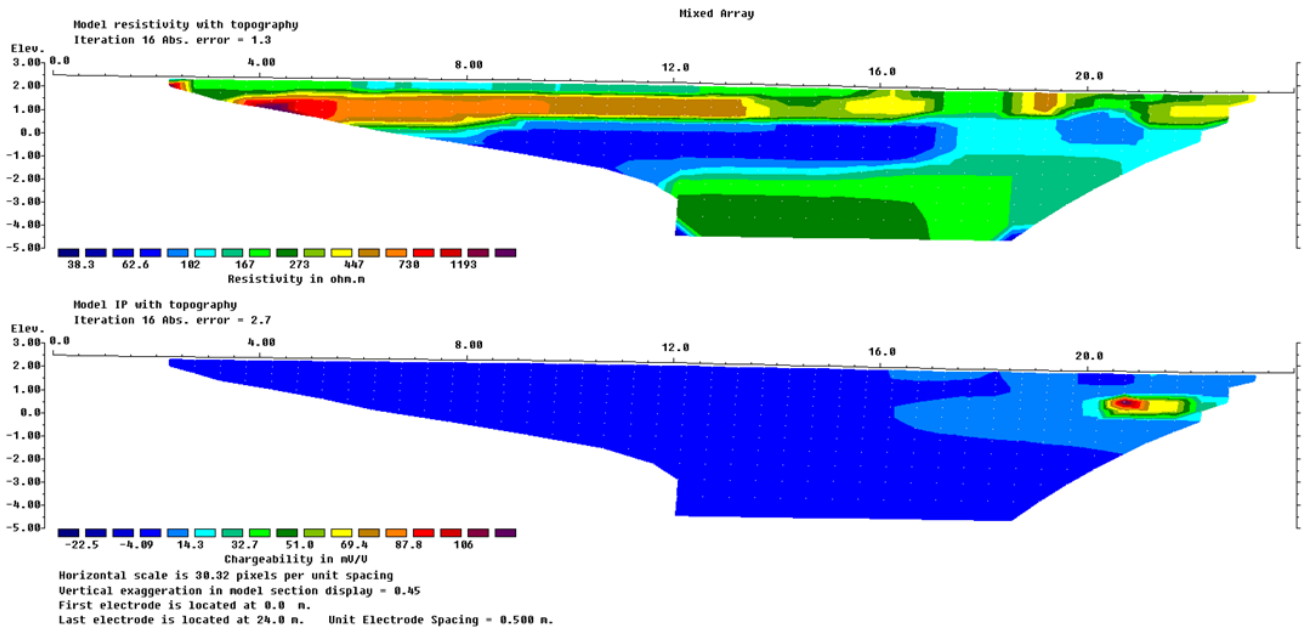 Mixed Array
Model resistivity with topography
Iteration 16 Abs. error = 1.3
Elev.
0.0 4.00 8.00 12.0 16.0 20.0
3.00
2.00
1.00
0.0
-1.00
-2.00
-3.00
-4.00
-5.00
38.3 62.6 102 167 273 447 730 1193
Resistivity in ohm.m
Model IP with topography
Iteration 16 Abs. error = 2.7
Elev.
0.0 4.00 8.00 12.0 16.0 20.0
3.00
2.00
1.00
0.0
-1.00
-2.00
-3.00
-4.00
-5.00
-22.5 -4.09 14.3 32.7 51.0 69.4 87.8 106
Chargeability in mV/V
Horizontal scale is 30.32 pixels per unit spacing
Vertical exaggeration in model section display = 0.45
First electrode is located at 0.0 m.
Last electrode is located at 24.0 m. Unit Electrode Spacing = 0.500 m.